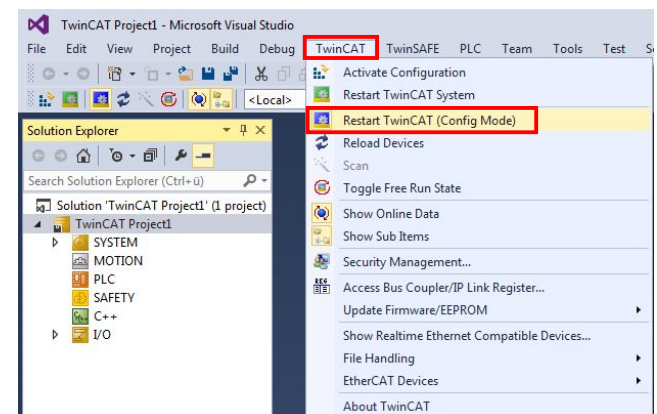 TwinCAT Project1 - Microsoft Visual Studio
File Edit View Project Build Debug TwinCAT TwinSAFE PLC Team Tools Test
<Local>
Solution Explorer
Search Solution Explorer (Ctrl+ü)
Solution 'TwinCAT Project1' (1 project)
TwinCAT Project1
SYSTEM
MOTION
PLC
SAFETY
C++
I/O
Activate Configuration
Restart TwinCAT System
Restart TwinCAT (Config Mode)
Reload Devices
Scan
Toggle Free Run State
Show Online Data
Show Sub Items
Security Management...
Access Bus Coupler/IP Link Register...
Update Firmware/EEPROM
Show Realtime Ethernet Compatible Devices...
File Handling
EtherCAT Devices
About TwinCAT